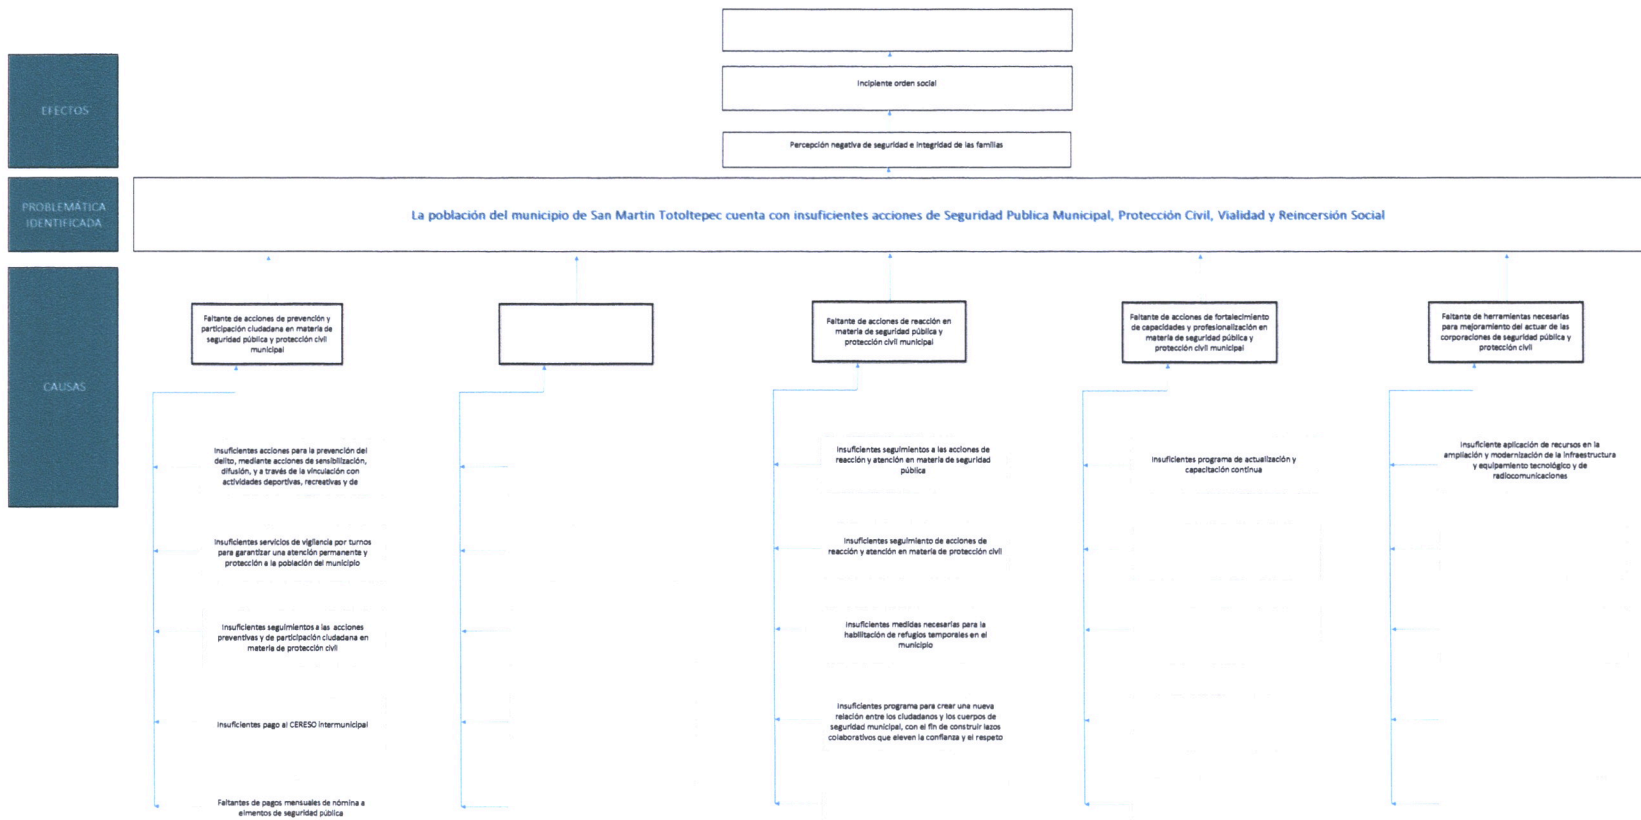 Incipiente orden social
EFECTOS
Percepción negativa de seguridad e integridad de las familias
PROBLEMÁTICA
IDENTIFICADA
La población del municipio de San Martin Totoltepec cuenta con insuficientes acciones de Seguridad Publica Municipal, Protección Civil, Vialidad y Reincersión Social
CAUSAS
Faltante de acciones de prevención y
participación ciudadana en materia de
seguridad pública y protección civil
municipal
Insuficientes acciones para la prevención del
delito, mediante acciones de sensibilización,
difusión, y a través de la vinculación con
actividades deportivas, recreativas y de
Insuficientes servicios de vigilancia por turnos
para garantizar una atención permanente y
protección a la población del municipio
Insuficientes seguimientos a las acciones
preventivas y de participación ciudadana en
materia de protección civil
Insuficientes pago al CERESO intermunicipal
Faltantes de pagos mensuales de nómina a
elmentos de seguridad pública
Faltante de acciones de reacción en
materia de seguridad pública y
protección civil municipal
Insuficientes seguimientos a las acciones de
reacción y atención en materia de seguridad
pública
Insuficientes seguimiento de acciones de
reacción y atención en materia de protección civil
Insuficientes medidas necesarias para la
habilitación de refugios temporales en el
municipio
Insuficientes programa para crear una nueva
relación entre los ciudadanos y los cuerpos de
seguridad municipal, con el fin de construir lazos
colaborativos que eleven la confianza y el respeto
Faltante de acciones de fortalecimiento
de capacidades y profesionalización en
materia de seguridad pública y
protección civil municipal
Insuficientes programa de actualización y
capacitación continua
Faltante de herramientas necesarias
para mejoramiento del actuar de las
corporaciones de seguridad pública y
protección civil
Insuficiente aplicación de recursos en la
ampliación y modernización de la infraestructura
y equipamiento tecnológico y de
radiocomunicaciones